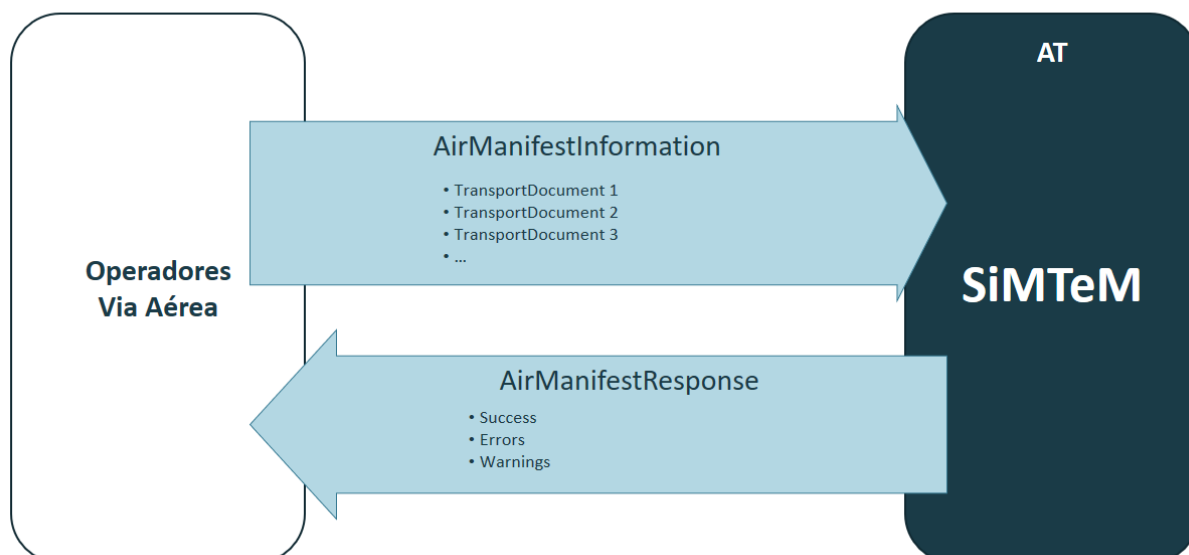 AT
AirManifestInformation
• TransportDocument 1
• TransportDocument 2
• TransportDocument 3
• ...
Operadores
Via Aérea
SiMTeM
AirManifestResponse
• Success
• Errors
• Warnings